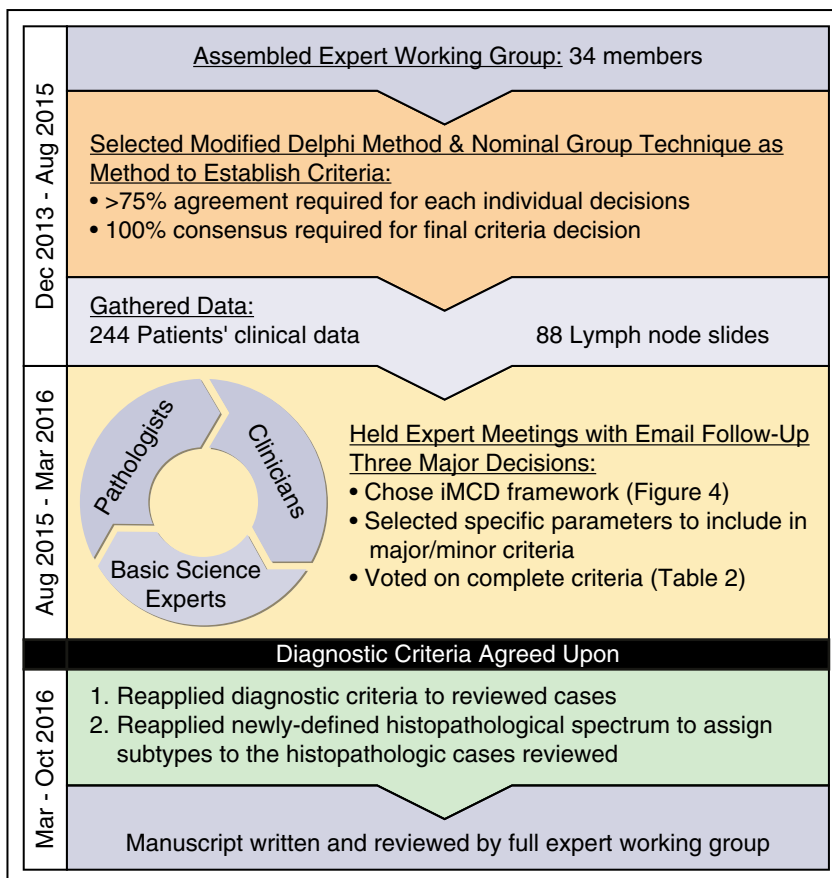 Dec 2013 - Aug 2015
Assembled Expert Working Group: 34 members
Selected Modified Delphi Method & Nominal Group Technique as
Method to Establish Criteria:
• >75% agreement required for each individual decisions
• 100% consensus required for final criteria decision
Gathered Data:
244 Patients' clinical data
88 Lymph node slides
Aug 2015 - Mar 2016
Pathologists
Clinicians
Basic Science
Experts
Held Expert Meetings with Email Follow-Up
Three Major Decisions:
• Chose iMCD framework (Figure 4)
• Selected specific parameters to include in
major/minor criteria
• Voted on complete criteria (Table 2)
Diagnostic Criteria Agreed Upon
Mar - Oct 2016
1. Reapplied diagnostic criteria to reviewed cases
2. Reapplied newly-defined histopathological spectrum to assign
subtypes to the histopathologic cases reviewed
Manuscript written and reviewed by full expert working group